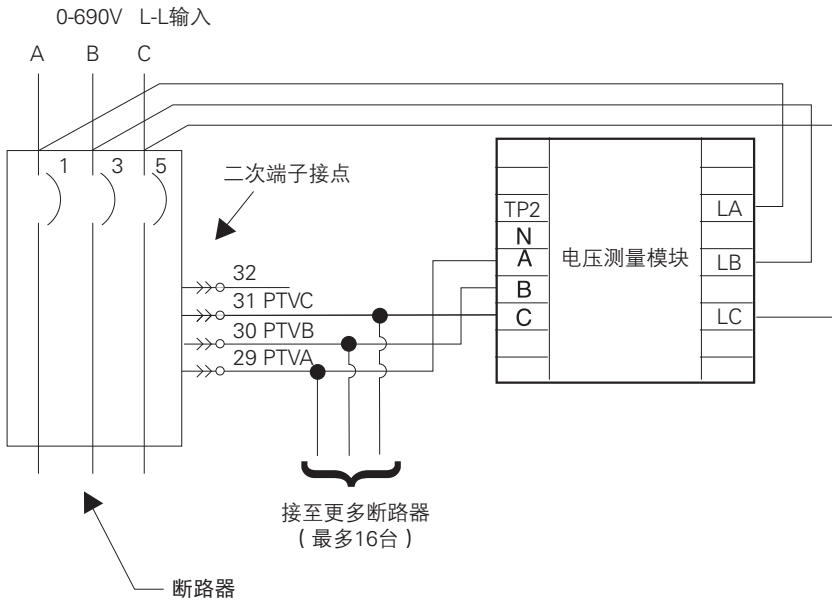 0-690V L-L输入
A B C
1 3 5
二次端子接点
32
31 PTVC
30 PTVB
29 PTVA
TP2
N
A
B
C
电压测量模块
LA
LB
LC
接至更多断路器
(最多16台)
断路器